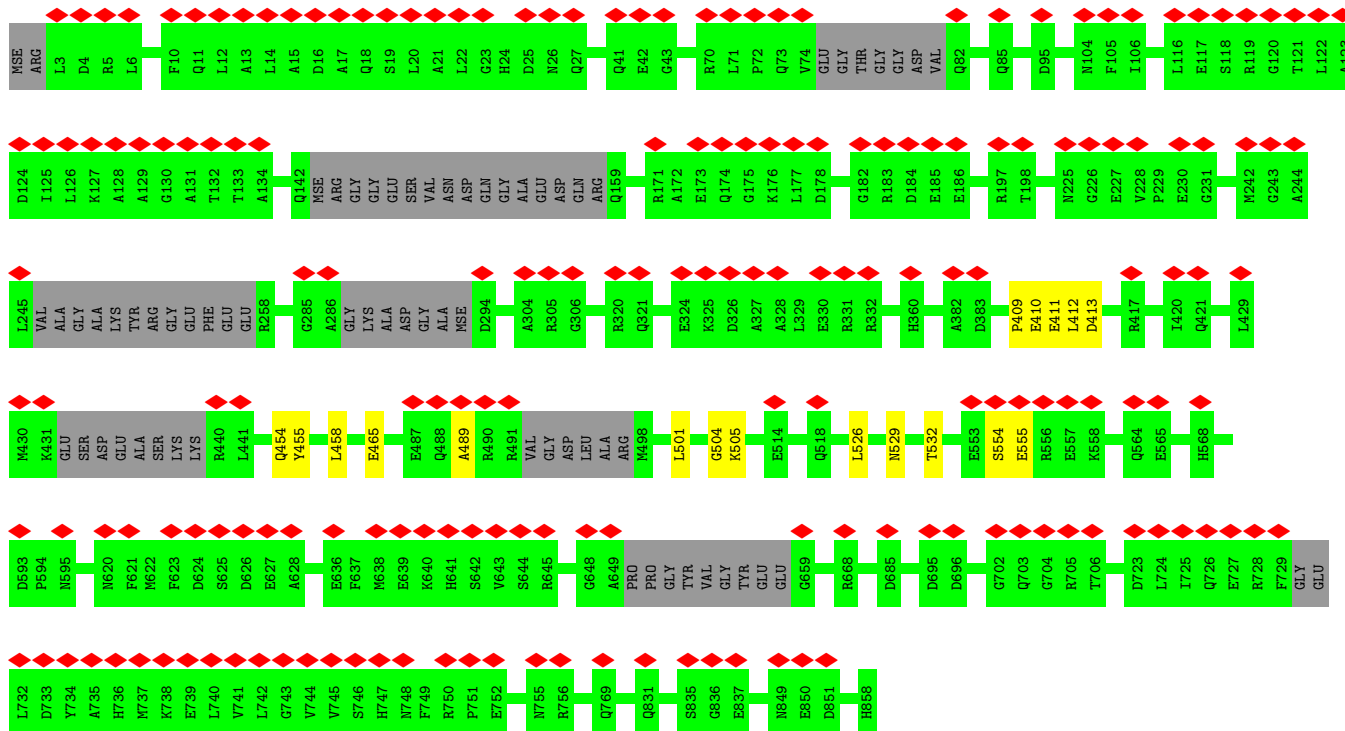 MSE ARG L3 D4 R5 L6 F10 Q11 L12 A13 L14 A15 D16 A17 Q18 S19 L20 A21 L22 G23 H24 D25 N26 Q27 Q41 E42 G43 R70 L71 P72 Q73 V74 GLU GLY THR GLY GLY ASP VAL Q82 Q85 D95 N104 F105 I106 L116 E117 S118 R119 G120 T121 L122 A123
D124 I125 L126 K127 A128 A129 G130 A131 T132 T133 A134 Q142 MSE ARG GLY GLY GLU SER VAL ASN ASP GLN GLY ALA GLU ASP GLN ARG Q159 R171 A172 E173 Q174 G175 K176 L177 D178 G182 R183 D184 E185 E186 R197 T198 N225 G226 E227 V228 P229 E230 G231 M242 G243 A244
L245 VAL ALA GLY ALA LYS TYR ARG GLY GLU PHE GLU GLU R258 G285 A286 GLY LYS ALA ASP GLY ALA MSE D294 A304 R305 G306 R320 Q321 E324 K325 D326 A327 A328 L329 E330 R331 R332 H360 A382 D383 P409 E410 E411 L412 D413 R417 I420 Q421 L429
M430 K431 GLU SER ASP GLU ALA SER LYS LYS R440 L441 Q454 Y455 L458 E465 E487 Q488 A489 R490 R491 VAL GLY ASP LEU ALA ARG M498 L501 G504 K505 E514 Q518 L526 N529 T532 E553 S554 E555 R556 E557 K558 Q564 E565 H568
D593 P594 N595 N620 F621 M622 F623 D624 S625 D626 E627 A628 E636 F637 M638 E639 K640 H641 S642 V643 S644 R645 G648 A649 PRO PRO GLY TYR VAL GLY TYR GLU GLU G659 R668 D685 D695 D696 G702 Q703 G704 R705 T706 D723 L724 I725 Q726 E727 R728 F729 GLY GLU
L732 D733 Y734 A735 H736 M737 K738 E739 L740 V741 L742 G743 V744 V745 S746 H747 N748 F749 R750 P751 E752 N755 R756 Q769 Q831 S835 G836 E837 N849 E850 D851 H858